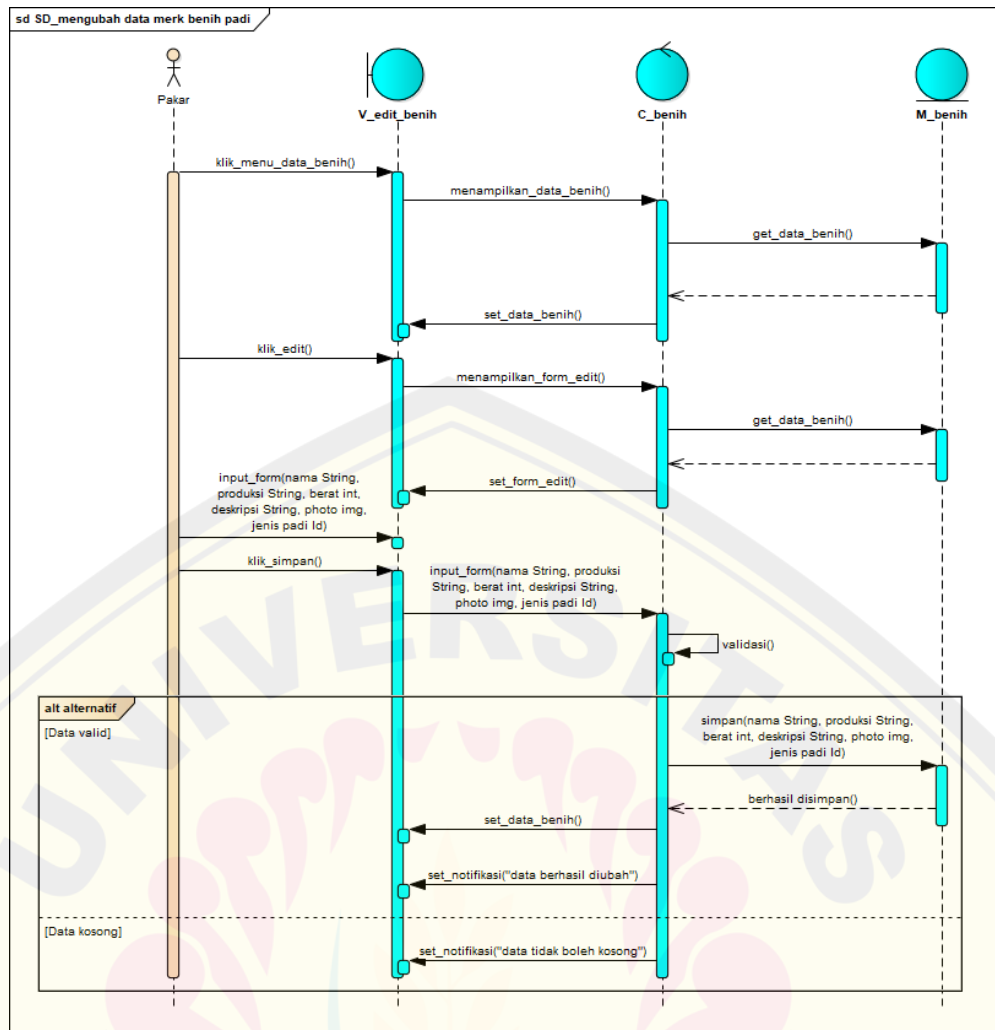 sd SD_mengubah data merk benih padi
Pakar
V_edit_benih
C_benih
M_benih
klik_menu_data_benih()
menampilkan_data_benih()
get_data_benih()
set_data_benih()
klik_edit()
menampilkan_form_edit()
get_data_benih()
set_form_edit()
input_form(nama String,
produksi String, berat int,
deskripsi String, photo img,
jenis padi Id)
klik_simpan()
input_form(nama String, produksi
String, berat int, deskripsi String,
photo img, jenis padi Id)
validasi()
alt alternatif
[Data valid]
simpan(nama String, produksi String,
berat int, deskripsi String, photo img,
jenis padi Id)
berhasil disimpan()
set_data_benih()
set_notifikasi("data berhasil diubah")
[Data kosong]
set_notifikasi("data tidak boleh kosong")
UNIVERSITAS